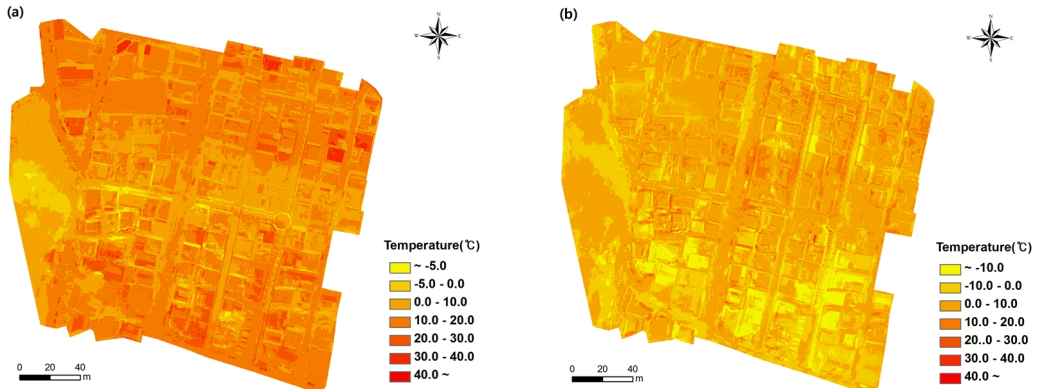 (a)
N
W E
S
Temperature(℃)
~ -5.0
-5.0 - 0.0
0.0 - 10.0
10.0 - 20.0
20.0 - 30.0
30.0 - 40.0
40.0 ~
0 20 40
m
(b)
N
W E
S
Temperature(℃)
~ -10.0
-10.0 - 0.0
0.0 - 10.0
10.0 - 20.0
20.0 - 30.0
30.0 - 40.0
40.0 ~
0 20 40
m